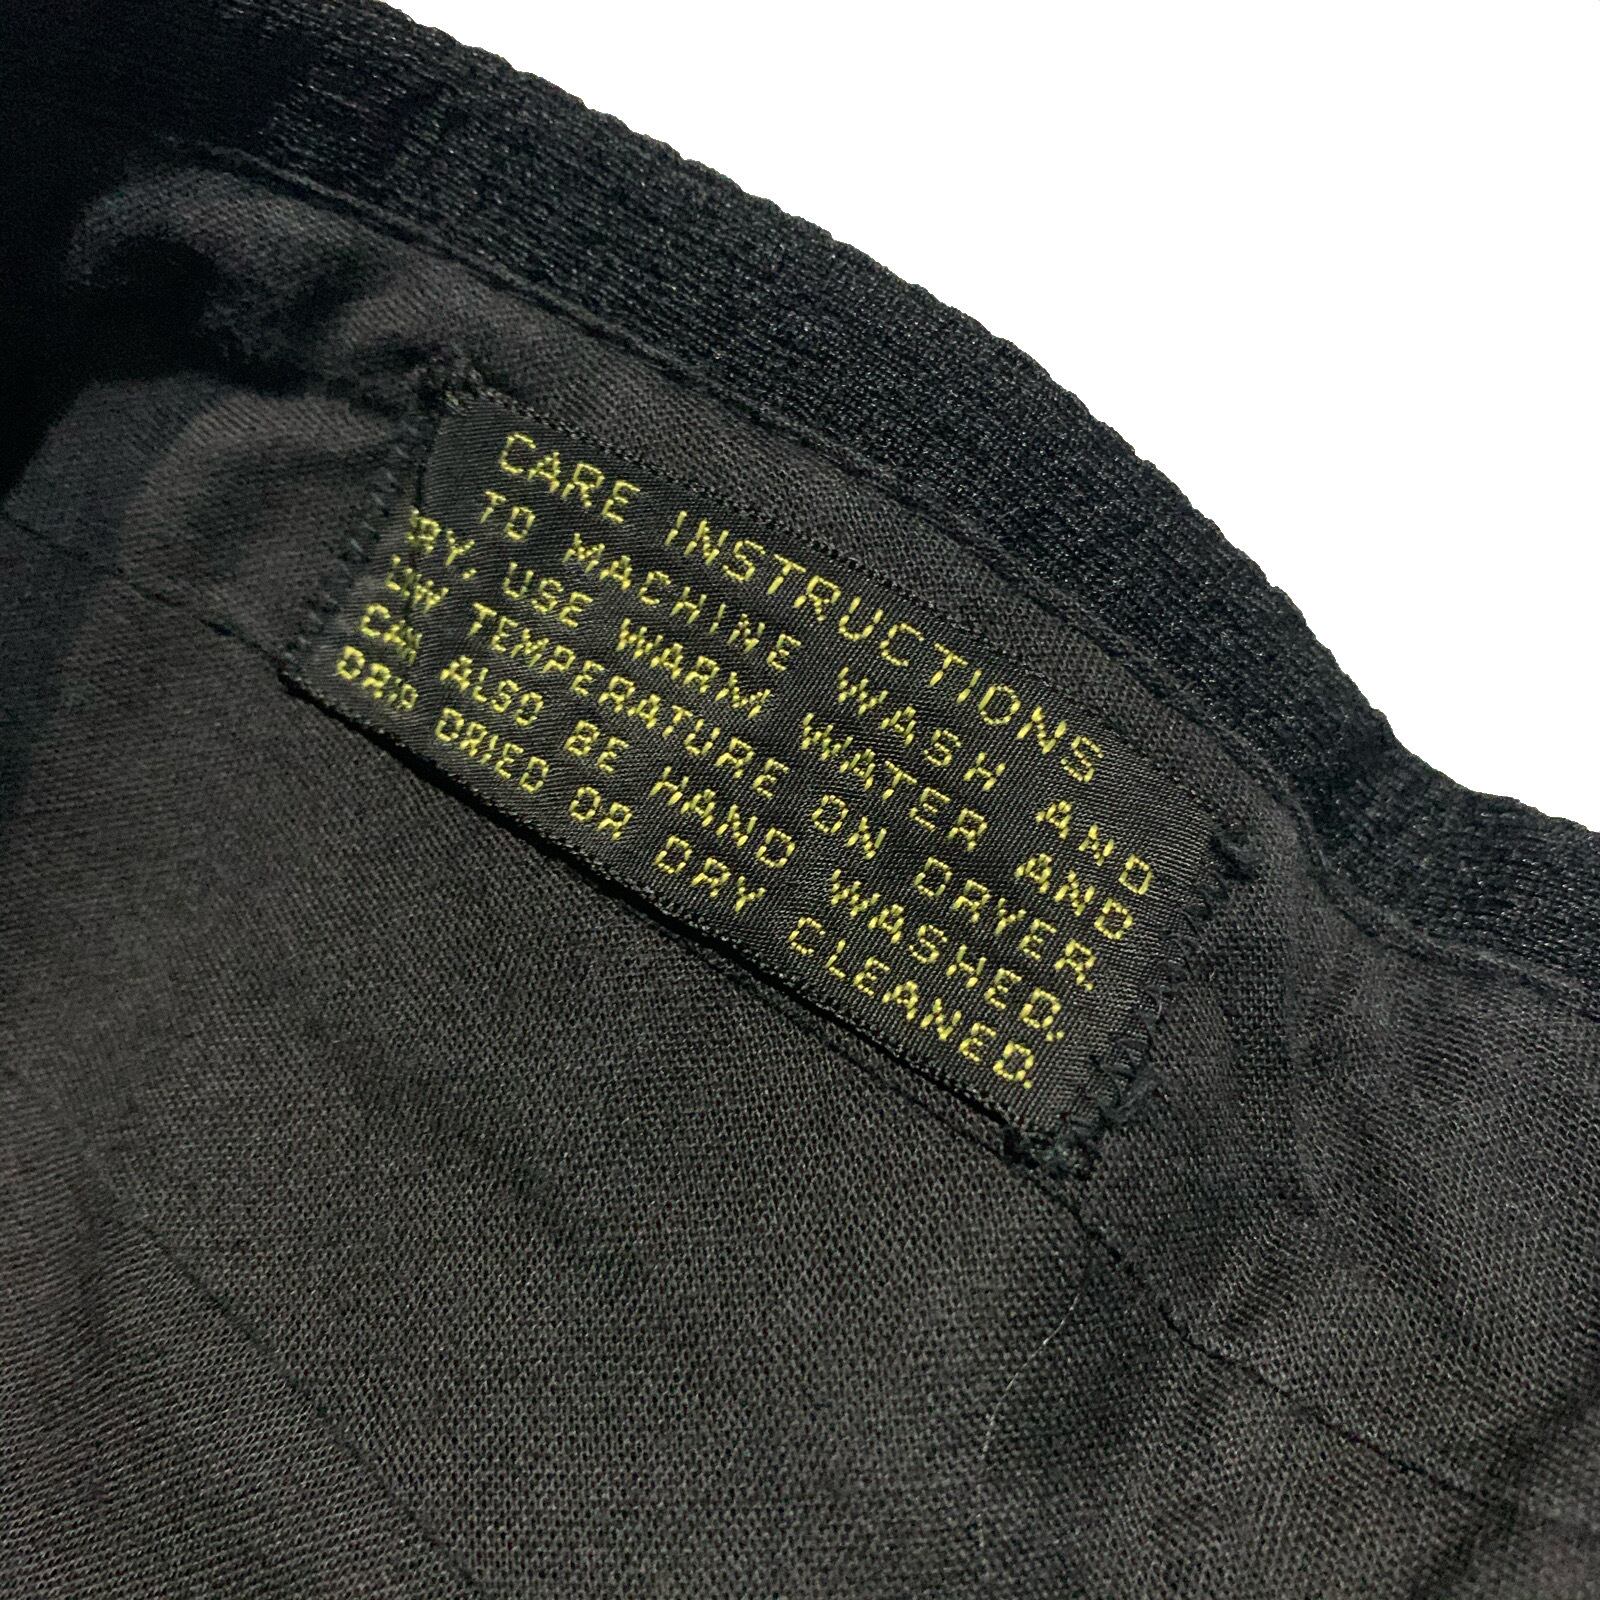 CARE INSTRUCTIONS
TO MACHINE WASH AND
DRY, USE WARM WATER AND
LOW TEMPERATURE ON DRYER.
CAN ALSO BE HAND WASHED,
DRIP DRIED OR DRY CLEANED.